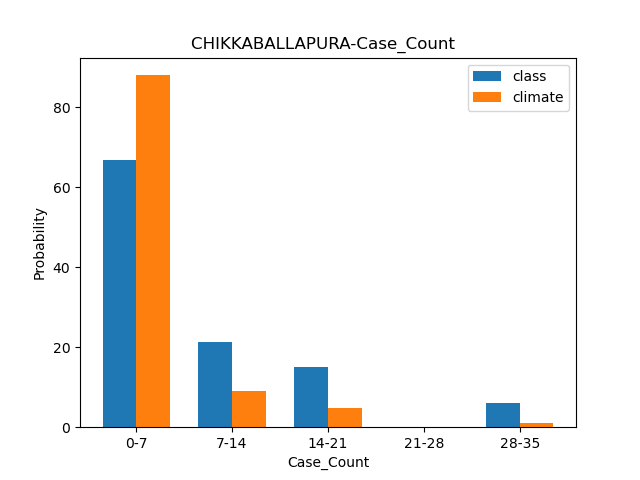 CHIKKABALLAPURA-Case_Count
class
climate
80
60
40
20
0
Probability
0-7 7-14 14-21 21-28 28-35
Case_Count